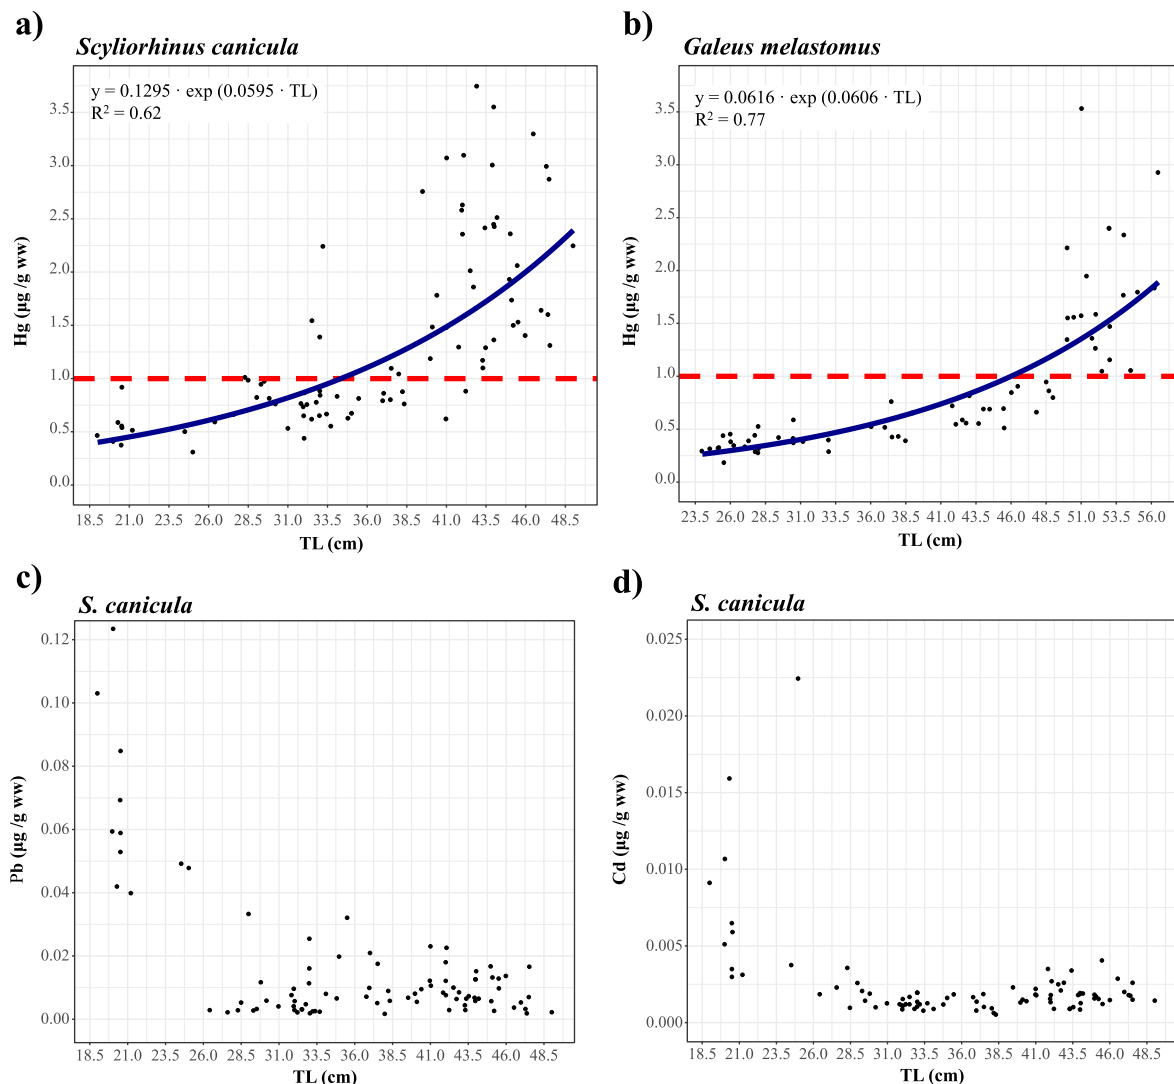 a)
Scyliorhinus canicula
y = 0.1295 · exp (0.0595 · TL)
R² = 0.62
Hg (µg /g ww)
3.5
3.0
2.5
2.0
1.5
1.0
0.5
0.0
18.5 21.0 23.5 26.0 28.5 31.0 33.5 36.0 38.5 41.0 43.5 46.0 48.5
TL (cm)
b)
Galeus melastomus
y = 0.0616 · exp (0.0606 · TL)
R² = 0.77
Hg (µg /g ww)
3.5
3.0
2.5
2.0
1.5
1.0
0.5
0.0
23.5 26.0 28.5 31.0 33.5 36.0 38.5 41.0 43.5 46.0 48.5 51.0 53.5 56.0
TL (cm)
c)
S. canicula
Pb (µg /g ww)
0.12
0.10
0.08
0.06
0.04
0.02
0.00
18.5 21.0 23.5 26.0 28.5 31.0 33.5 36.0 38.5 41.0 43.5 46.0 48.5
TL (cm)
d)
S. canicula
Cd (µg /g ww)
0.025
0.020
0.015
0.010
0.005
0.000
18.5 21.0 23.5 26.0 28.5 31.0 33.5 36.0 38.5 41.0 43.5 46.0 48.5
TL (cm)